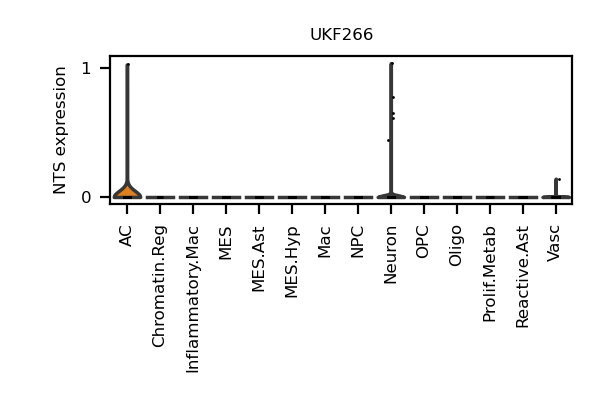 UKF266
NTS expression
1
0
AC
Chromatin.Reg
Inflammatory.Mac
MES
MES.Ast
MES.Hyp
Mac
NPC
Neuron
OPC
Oligo
Prolif.Metab
Reactive.Ast
Vasc